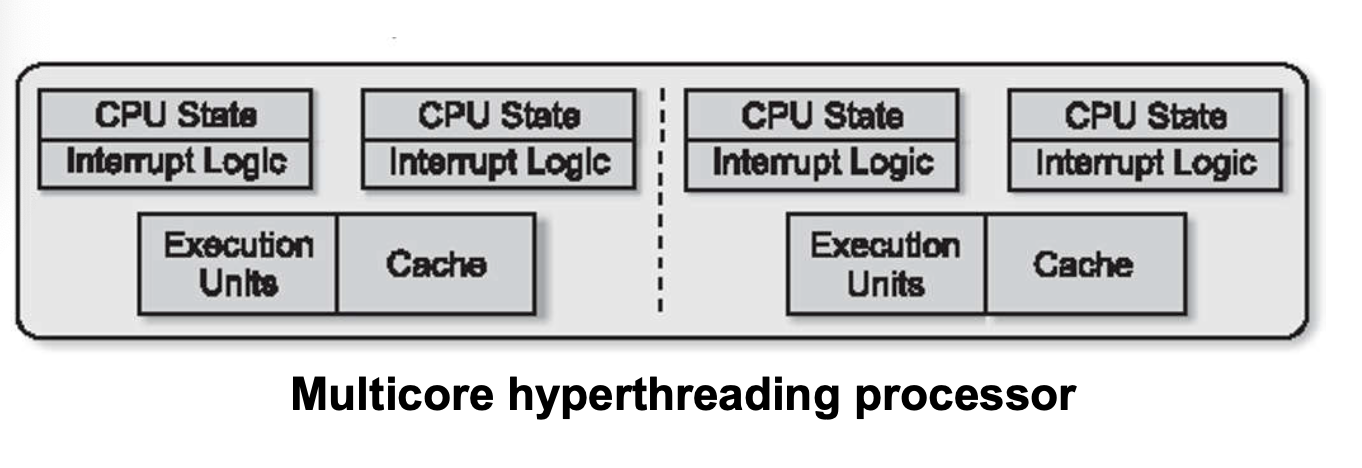 CPU State
Interrupt Logic
CPU State
Interrupt Logic
CPU State
Interrupt Logic
CPU State
Interrupt Logic
Execution
Units
Cache
Execution
Units
Cache
Multicore hyperthreading processor